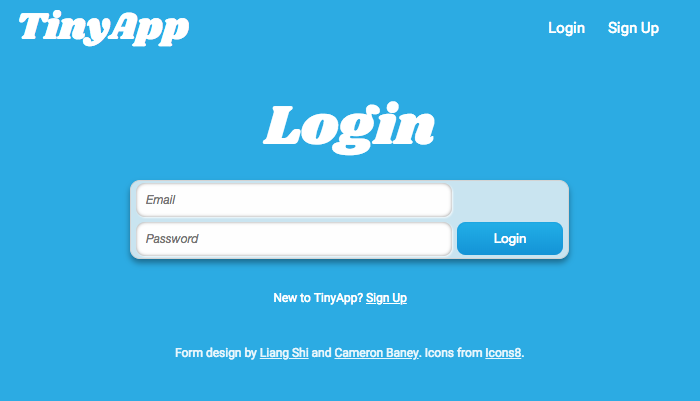 TinyApp
Login Sign Up
Login
Email
Password
Login
New to TinyApp? Sign Up
Form design by Liang Shi and Cameron Baney. Icons from Icons8.